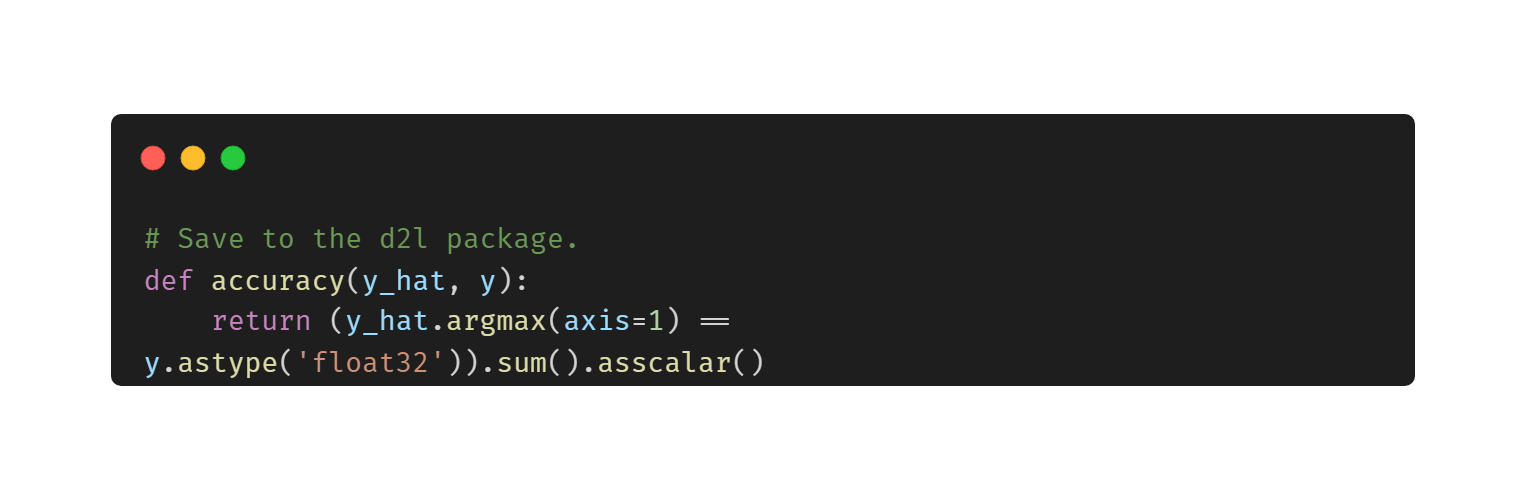 # Save to the d2l package.
def accuracy(y_hat, y):
    return (y_hat.argmax(axis=1) ==
y.astype('float32')).sum().asscalar()